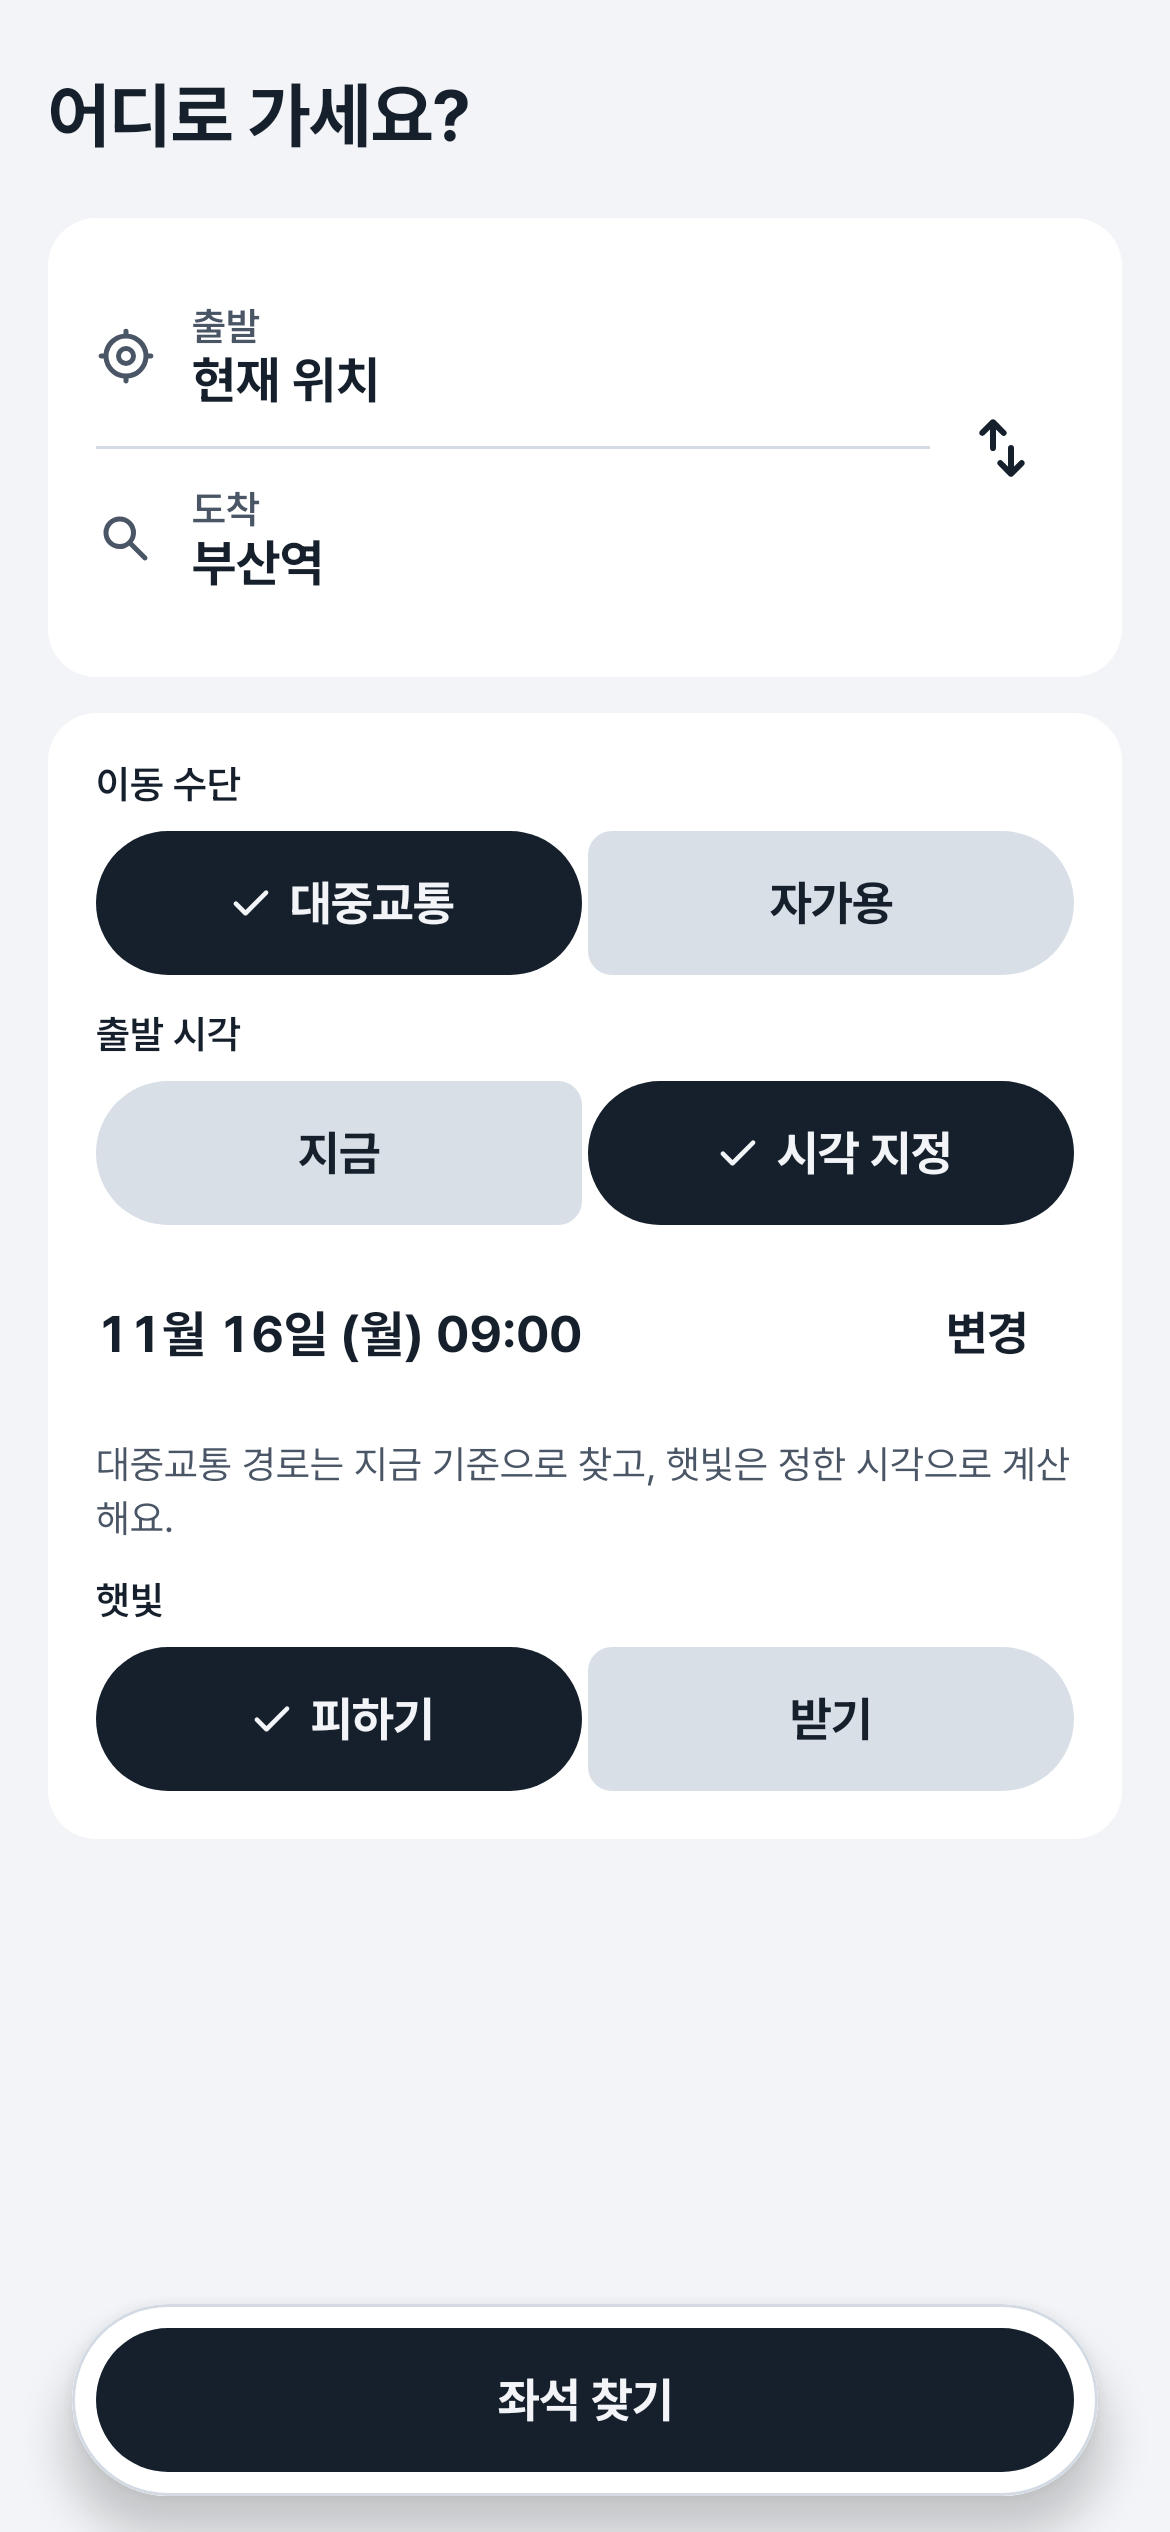 어디로 가세요?
출발
현재 위치
도착
부산역
이동 수단
대중교통
자가용
출발 시각
지금
시각 지정
11월 16일 (월) 09:00
변경
대중교통 경로는 지금 기준으로 찾고, 햇빛은 정한 시각으로 계산
해요.
햇빛
피하기
받기
좌석 찾기